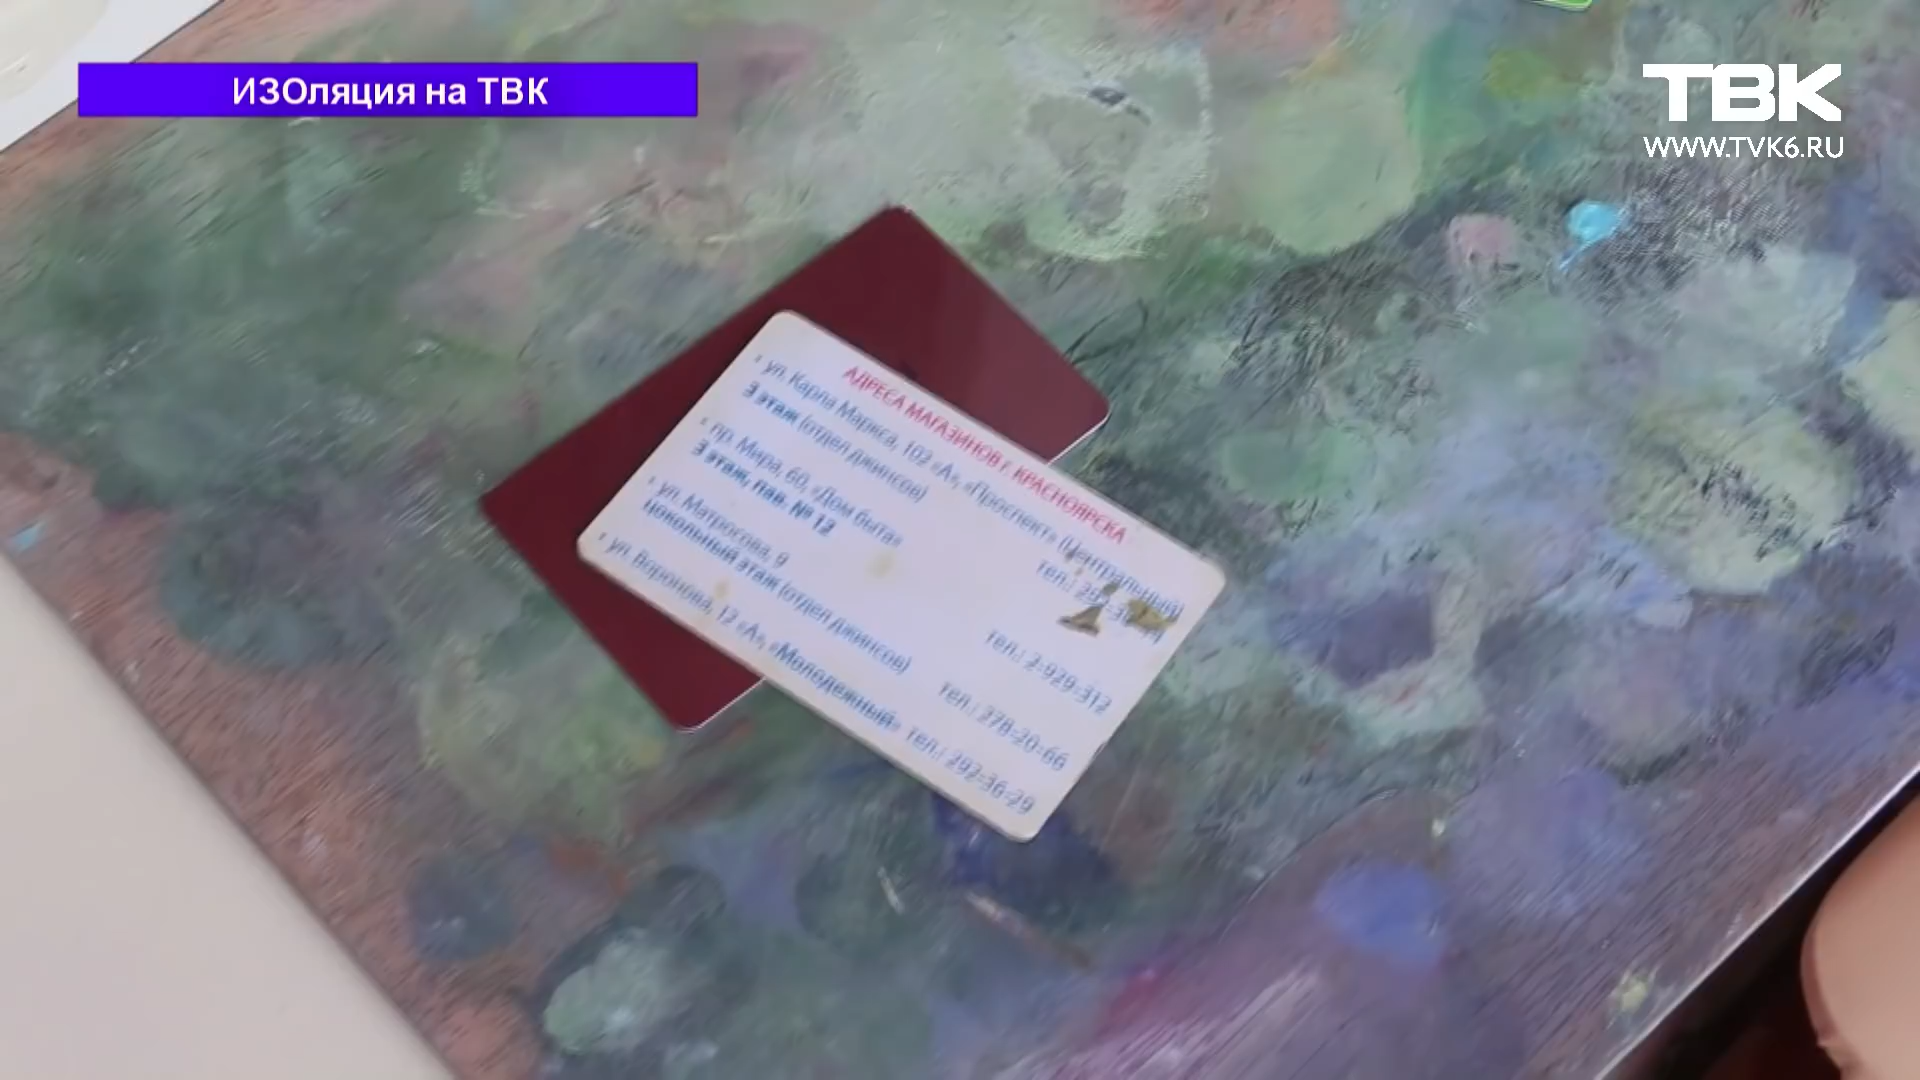 ИЗОляция на ТВК
ТВК
WWW.TVK6.RU
АДРЕСА МАГАЗИНОВ г. КРАСНОЯРСКА
• ул. Карла Маркса, 102 «А», «Проспект» (Центральный)
3 этаж (отдел джинсов) тел.:
• пр. Мира, 60, «Дом быта»
3 этаж, пав. № 12 тел.: 2-929-312
• ул. Матросова, 9
цокольный этаж (отдел джинсов) тел.: 278-20-66
• ул. Воронова, 12 «А», «Молодежный» тел.: 292-36-29